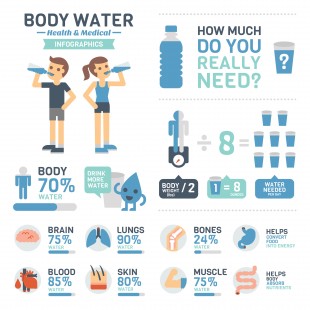 BODY WATER
Health & Medical
INFOGRAPHICS
HOW MUCH
DO YOU
REALLY
NEED?
?
÷ 8 =
BODY WEIGHT / 2
1 = 8
WATER NEEDED
BODY
70%
WATER
DRINK
MORE
WATER
BRAIN
75%
WATER
LUNGS
90%
WATER
BONES
24%
WATER
HELPS
CONVERT
FOOD
INTO ENERGY
BLOOD
85%
WATER
SKIN
80%
WATER
MUSCLE
75%
WATER
HELPS
BODY
ABSORB
NUTRIENTS